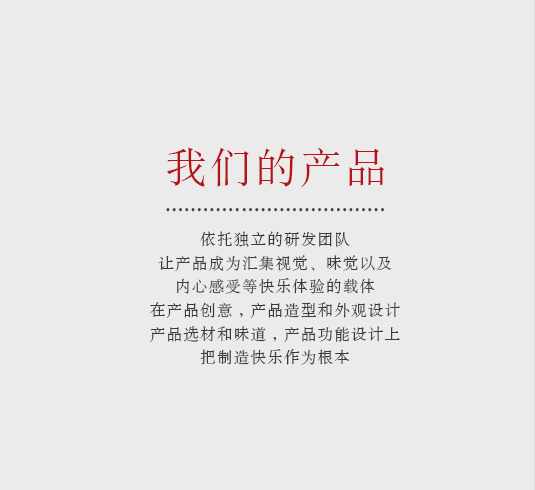 我们的产品
依托独立的研发团队
让产品成为汇集视觉、味觉以及
内心感受等快乐体验的载体
在产品创意，产品造型和外观设计
产品选材和味道，产品功能设计上
把制造快乐作为根本